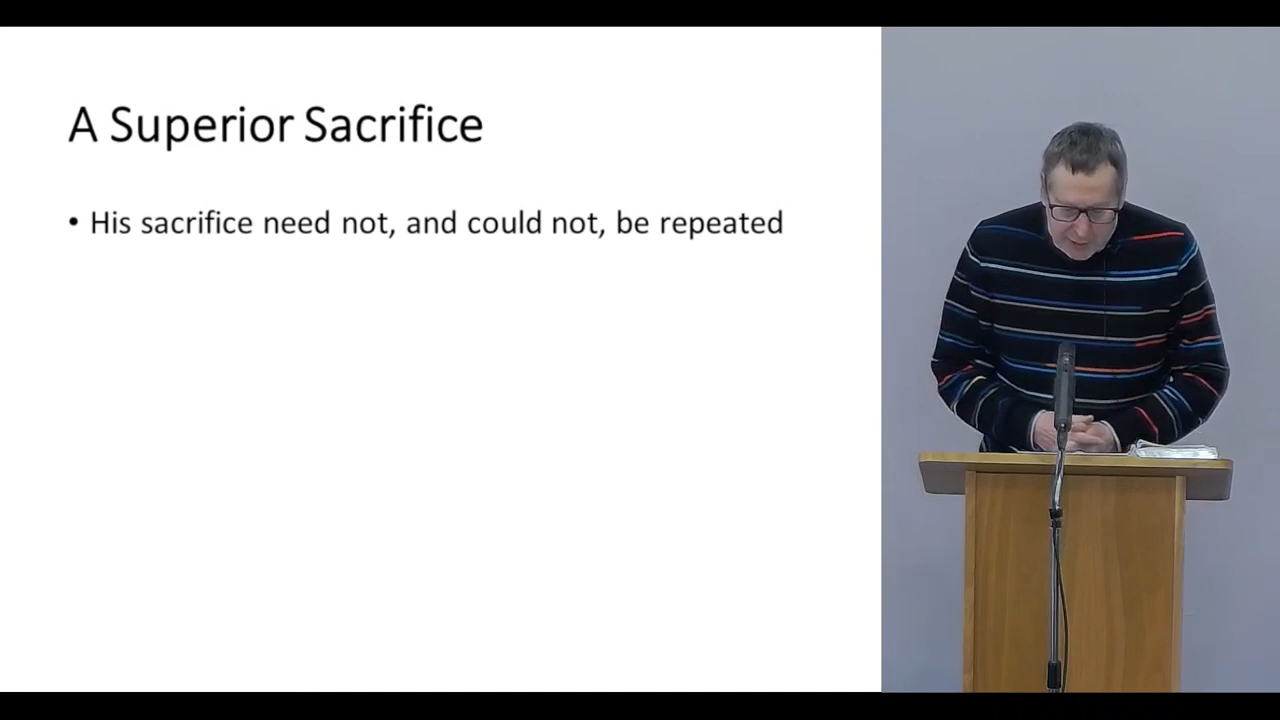 A Superior Sacrifice
• His sacrifice need not, and could not, be repeated